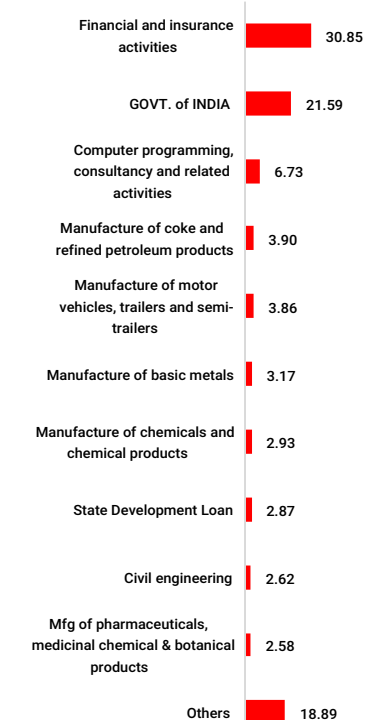 Financial and insurance
activities
30.85
GOVT. of INDIA
21.59
Computer programming,
consultancy and related
activities
6.73
Manufacture of coke and
refined petroleum products
3.90
Manufacture of motor
vehicles, trailers and semi-
trailers
3.86
Manufacture of basic metals
3.17
Manufacture of chemicals and
chemical products
2.93
State Development Loan
2.87
Civil engineering
2.62
Mfg of pharmaceuticals,
medicinal chemical & botanical
products
2.58
Others
18.89